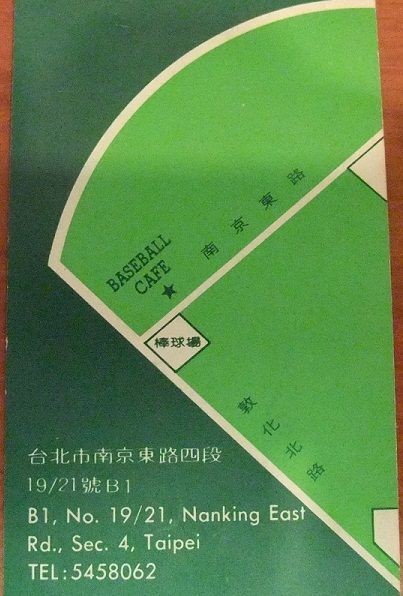 BASEBALL
CAFE
★
南京東路
棒球場
敦化北路
台北市南京東路四段
19/21號B1
B1, No. 19/21, Nanking East
Rd., Sec. 4, Taipei
TEL:5458062